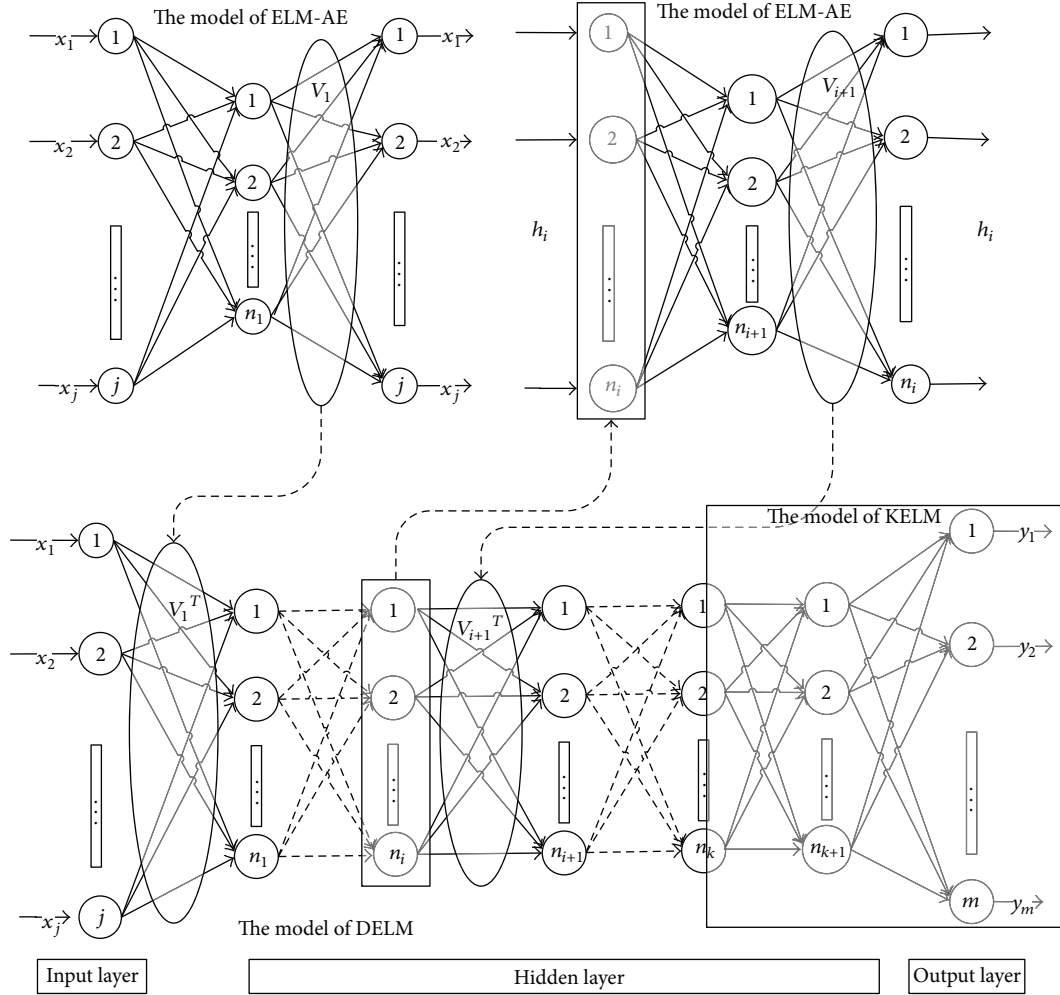 The model of ELM-AE
x₁ 1 1 x₁
1
V₁
x₂ 2 2 x₂
2
n₁
xⱼ j j xⱼ
The model of ELM-AE
1 1
1
Vᵢ₊₁
2 2
2
hᵢ hᵢ
nᵢ₊₁
nᵢ nᵢ
The model of KELM
x₁ 1 1 y₁
V₁ᵀ 1 1 Vᵢ₊₁ᵀ 1 1 1
x₂ 2 2 y₂
2 2 2 2 2
n₁ nᵢ nᵢ₊₁ nₖ nₖ₊₁
xⱼ j m yₘ
The model of DELM
Input layer Hidden layer Output layer